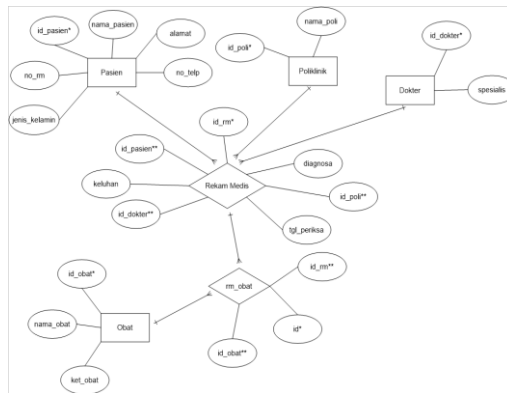 nama_pasien
id_pasien*
alamat
no_rm
Pasien
no_telp
jenis_kelamin
nama_poli
id_poli*
Poliklinik
id_dokter*
Dokter
spesialis
id_rm*
id_pasien**
diagnosa
keluhan
Rekam Medis
id_poli**
id_dokter**
tgl_periksa
id_obat*
rm_obat
id_rm**
nama_obat
Obat
id*
id_obat**
ket_obat